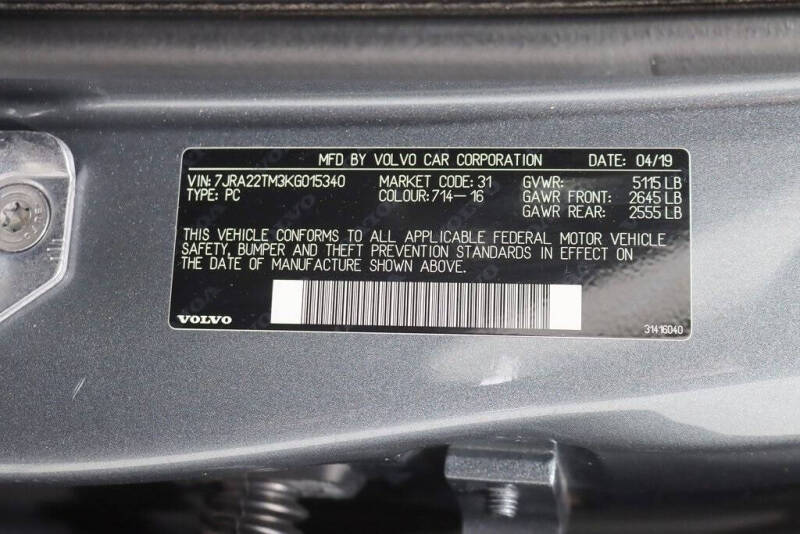 MFD BY VOLVO CAR CORPORATION DATE: 04/19
VIN: 7JRA22TM3KG015340 MARKET CODE: 31 GVWR: 5115 LB
TYPE: PC COLOUR: 714-16 GAWR FRONT: 2645 LB
GAWR REAR: 2555 LB
THIS VEHICLE CONFORMS TO ALL APPLICABLE FEDERAL MOTOR VEHICLE
SAFETY, BUMPER AND THEFT PREVENTION STANDARDS IN EFFECT ON
THE DATE OF MANUFACTURE SHOWN ABOVE.
VOLVO 31416040